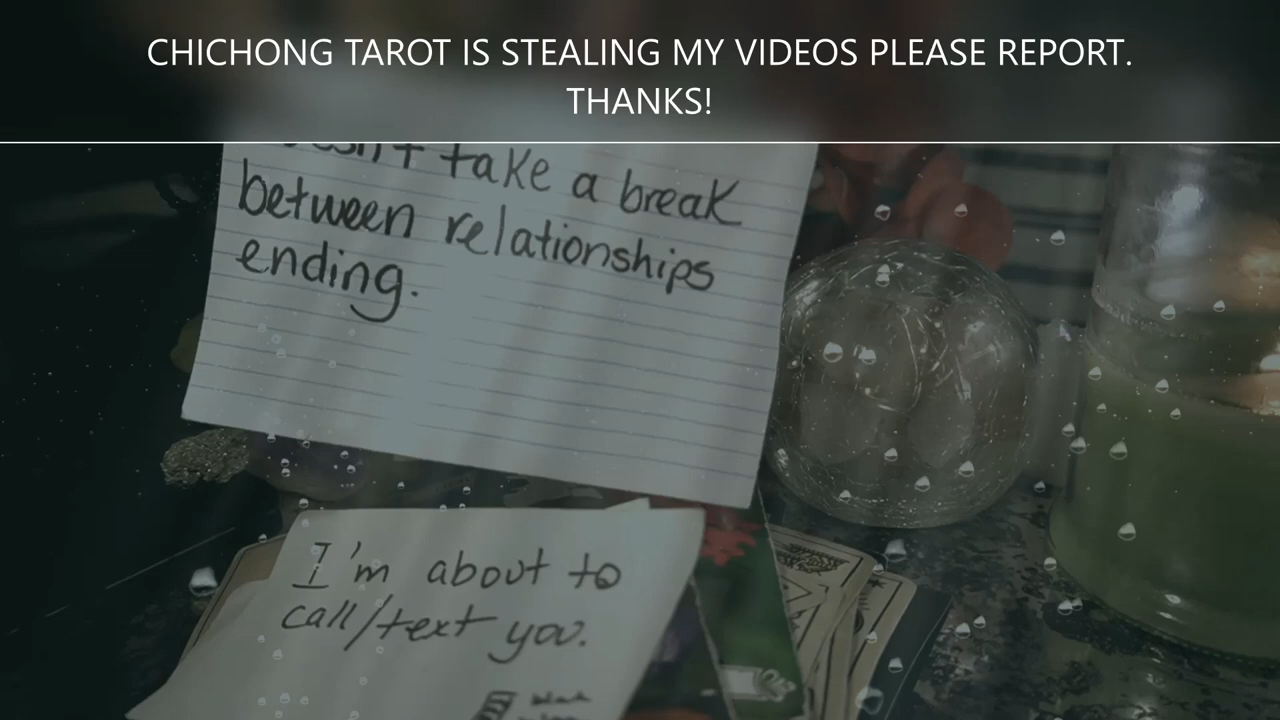 CHICHONG TAROT IS STEALING MY VIDEOS PLEASE REPORT.
THANKS!
take a break
between relationships
ending.
I'm about to
call/text you.